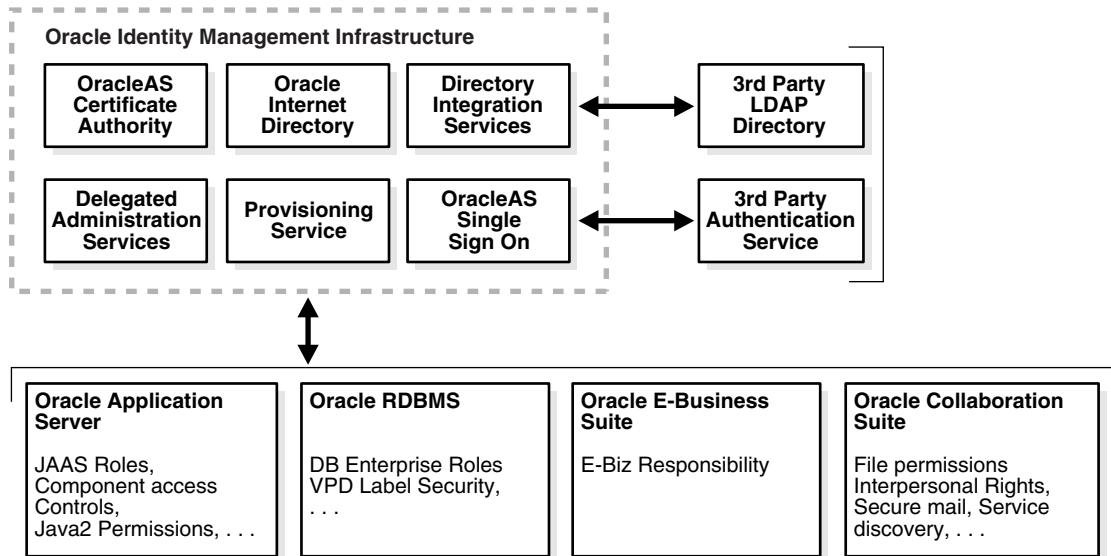 Oracle Identity Management Infrastructure
OracleAS
Certificate
Authority
Oracle
Internet
Directory
Directory
Integration
Services
3rd Party
LDAP
Directory
Delegated
Administration
Services
Provisioning
Service
OracleAS
Single
Sign On
3rd Party
Authentication
Service
Oracle Application
Server
JAAS Roles,
Component access
Controls,
Java2 Permissions, . . .
Oracle RDBMS
DB Enterprise Roles
VPD Label Security,
. . .
Oracle E-Business
Suite
E-Biz Responsibility
Oracle Collaboration
Suite
File permissions
Interpersonal Rights,
Secure mail, Service
discovery, . . .